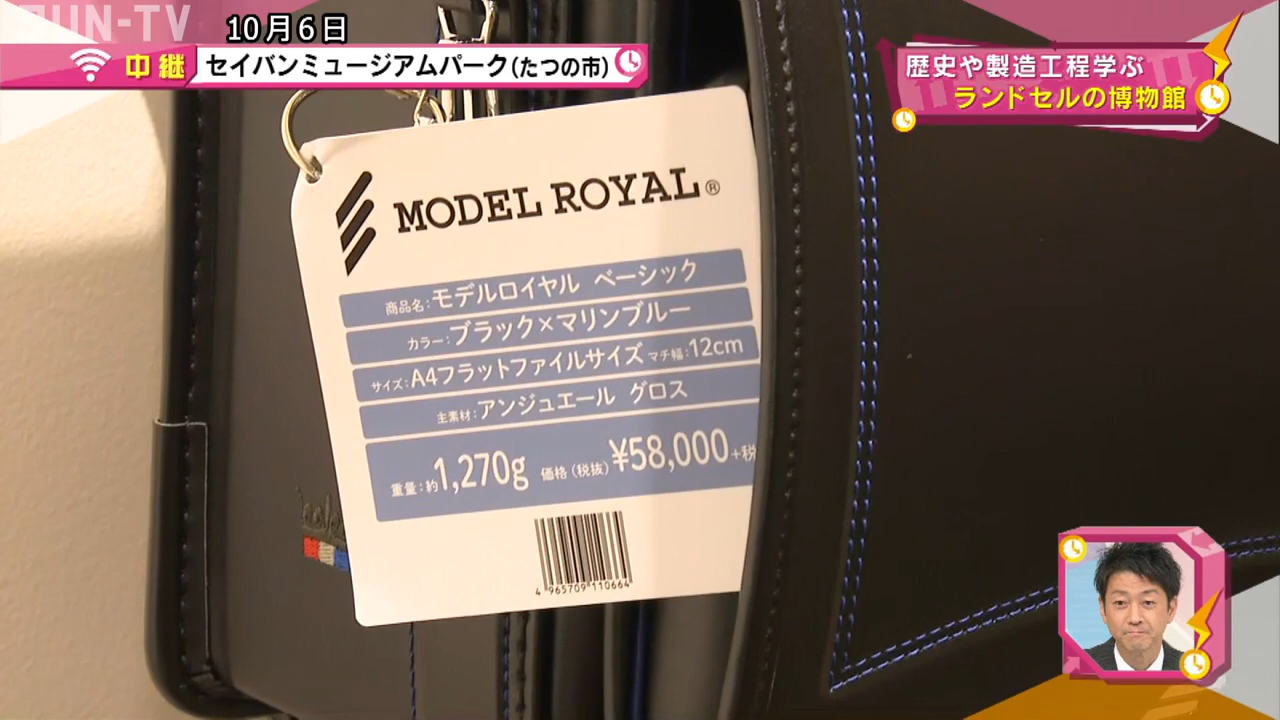 SUN-TV
10月6日
中継 セイバンミュージアムパーク(たつの市)
歴史や製造工程学ぶ
ランドセルの博物館
MODEL ROYAL®
商品名:モデルロイヤル ベーシック
カラー:ブラック×マリンブルー
サイズ:A4フラットファイルサイズ マチ幅:12cm
主素材:アンジュエール グロス
重量:約1,270g 価格(税抜)¥58,000+税
4 965709 110664